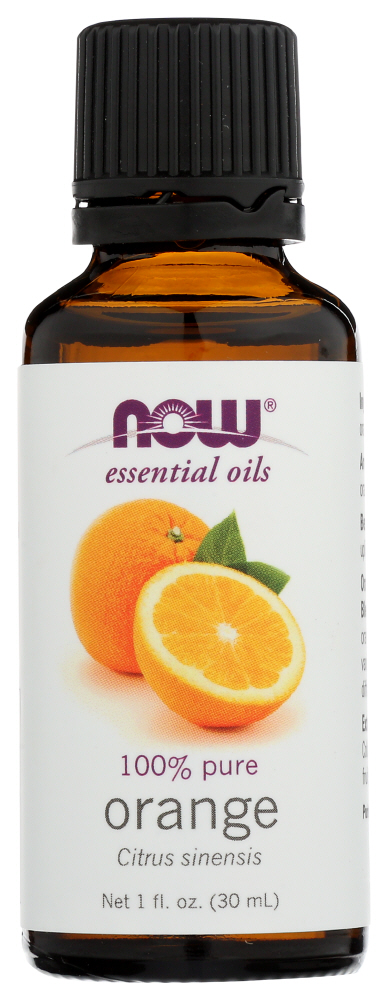 NOW®
essential oils
100% pure
orange
Citrus sinensis
Net 1 fl. oz. (30 mL)